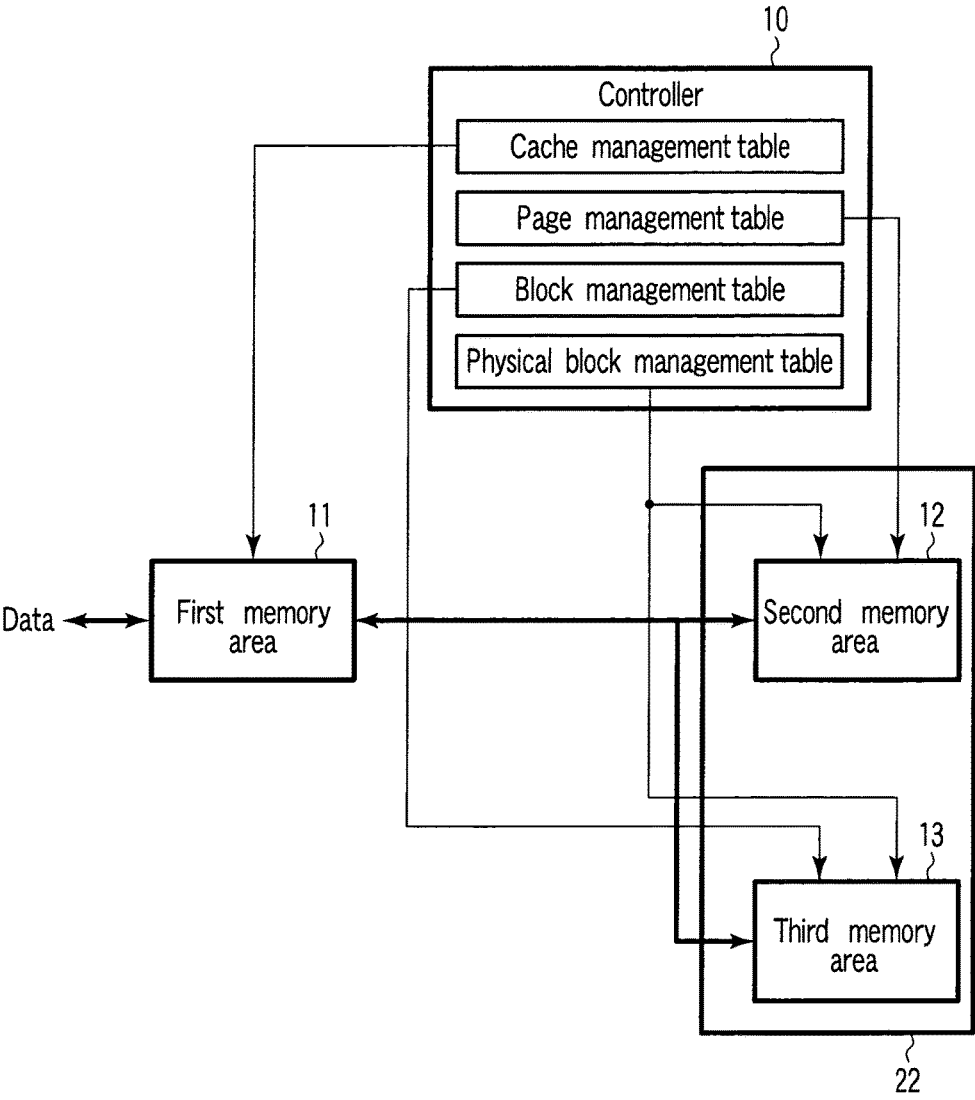 10
Controller
Cache management table
Page management table
Block management table
Physical block management table
11
12
Data
First memory
area
Second memory
area
13
Third memory
area
22